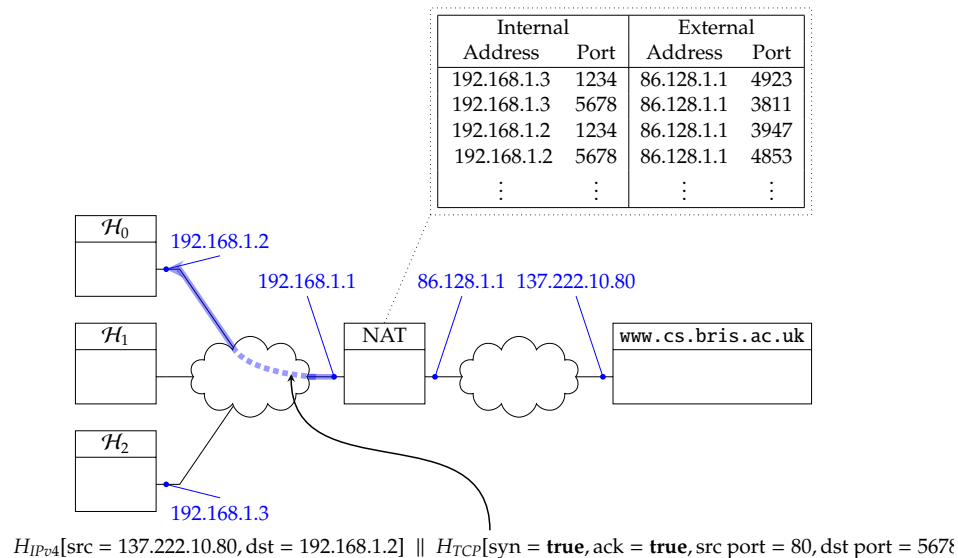 Internal External
Address Port Address Port
192.168.1.3 1234 86.128.1.1 4923
192.168.1.3 5678 86.128.1.1 3811
192.168.1.2 1234 86.128.1.1 3947
192.168.1.2 5678 86.128.1.1 4853
⋮ ⋮ ⋮ ⋮
H₀
192.168.1.2
192.168.1.1 86.128.1.1 137.222.10.80
H₁ NAT www.cs.bris.ac.uk
H₂
192.168.1.3
H_IPv4[src = 137.222.10.80, dst = 192.168.1.2] ∥ H_TCP[syn = true, ack = true, src port = 80, dst port = 5678